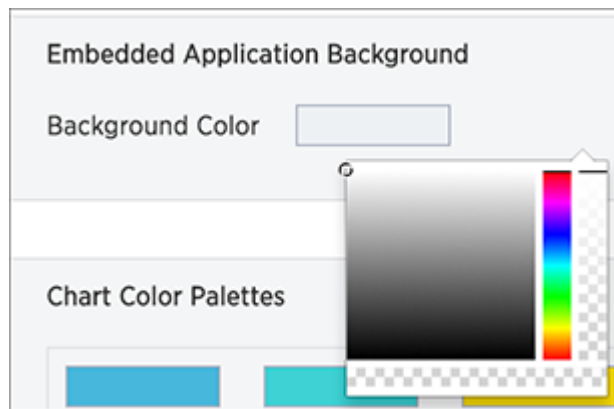 Embedded Application Background
Background Color
Chart Color Palettes